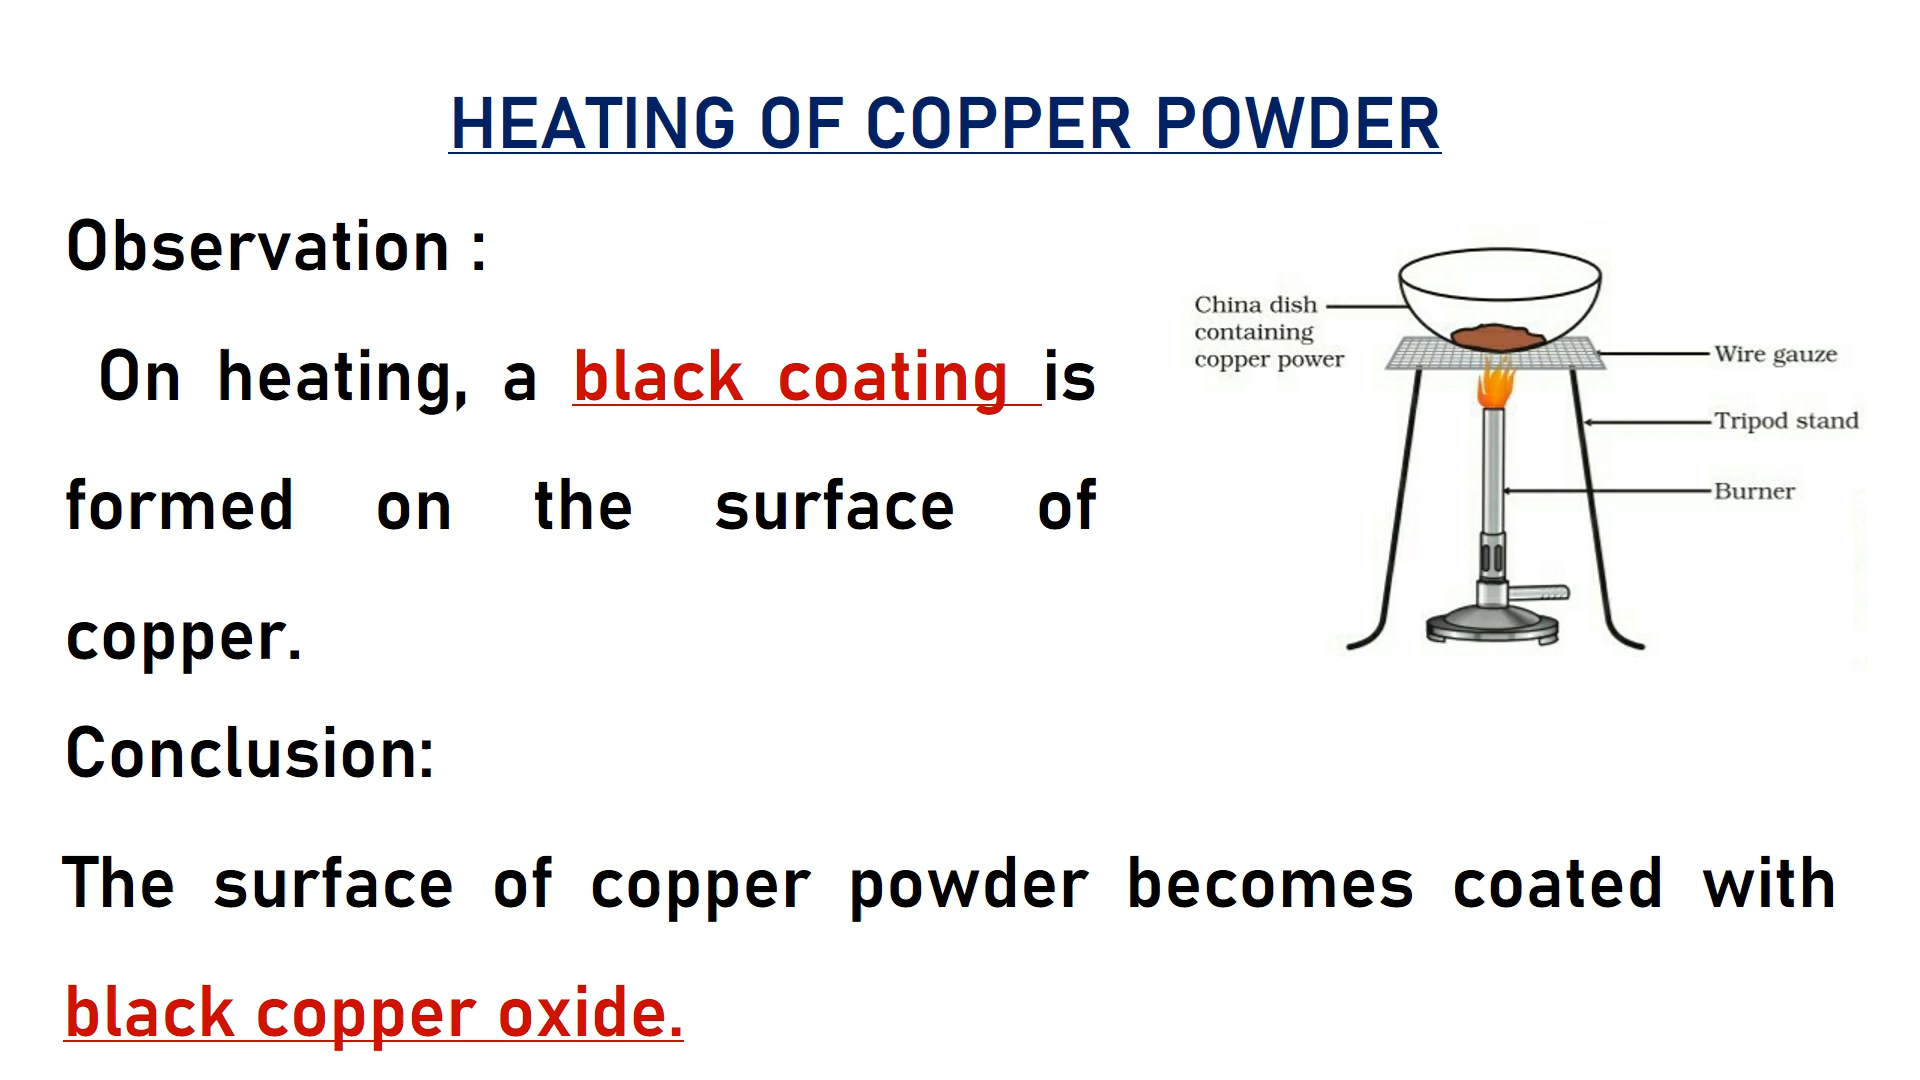 HEATING OF COPPER POWDER
Observation :
On heating, a black coating is
formed on the surface of
copper.
China dish
containing
copper power
Wire gauze
Tripod stand
Burner
Conclusion:
The surface of copper powder becomes coated with
black copper oxide.